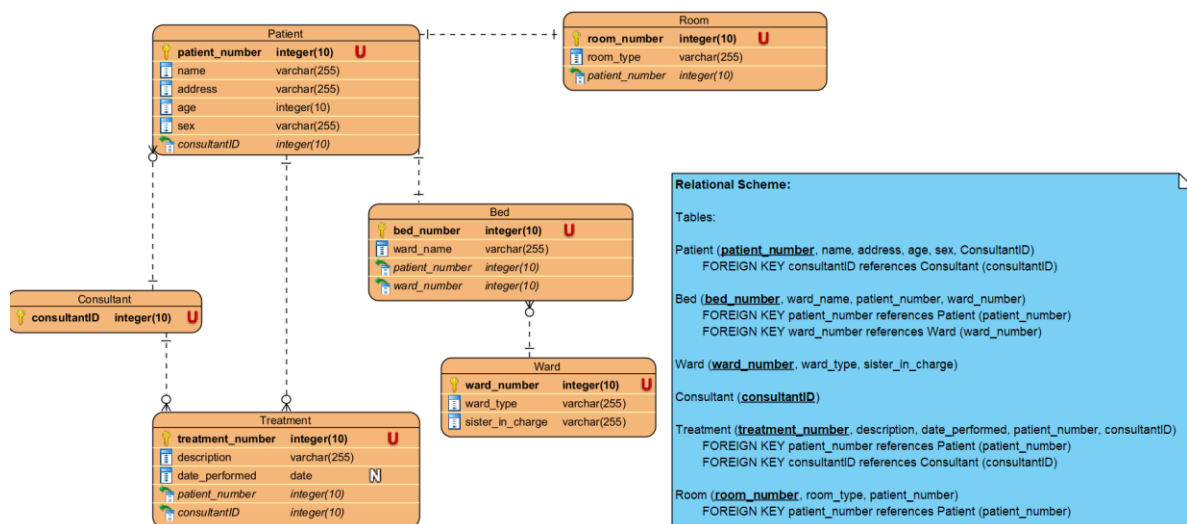 Patient
patient_number integer(10) U
name varchar(255)
address varchar(255)
age integer(10)
sex varchar(255)
consultantID integer(10)
Room
room_number integer(10) U
room_type varchar(255)
patient_number integer(10)
Bed
bed_number integer(10) U
ward_name varchar(255)
patient_number integer(10)
ward_number integer(10)
Consultant
consultantID integer(10) U
Ward
ward_number integer(10) U
ward_type varchar(255)
sister_in_charge varchar(255)
Treatment
treatment_number integer(10) U
description varchar(255)
date_performed date N
patient_number integer(10)
consultantID integer(10)
Relational Scheme:
Tables:
Patient (patient_number, name, address, age, sex, ConsultantID)
FOREIGN KEY consultantID references Consultant (consultantID)
Bed (bed_number, ward_name, patient_number, ward_number)
FOREIGN KEY patient_number references Patient (patient_number)
FOREIGN KEY ward_number references Ward (ward_number)
Ward (ward_number, ward_type, sister_in_charge)
Consultant (consultantID)
Treatment (treatment_number, description, date_performed, patient_number, consultantID)
FOREIGN KEY patient_number references Patient (patient_number)
FOREIGN KEY consultantID references Consultant (consultantID)
Room (room_number, room_type, patient_number)
FOREIGN KEY patient_number references Patient (patient_number)